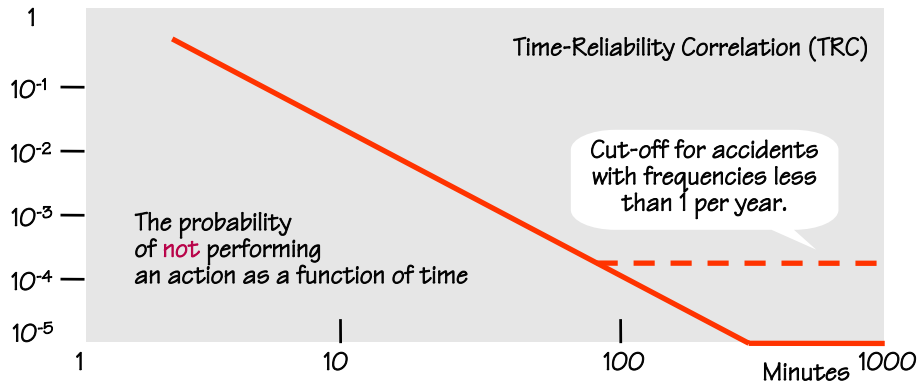 1
Time-Reliability Correlation (TRC)
10-1
Cut-off for accidents
with frequencies less
than 1 per year.
10-2
10-3
The probability
of not performing
an action as a function of time
10-4
10-5
1
10
100
1000
Minutes